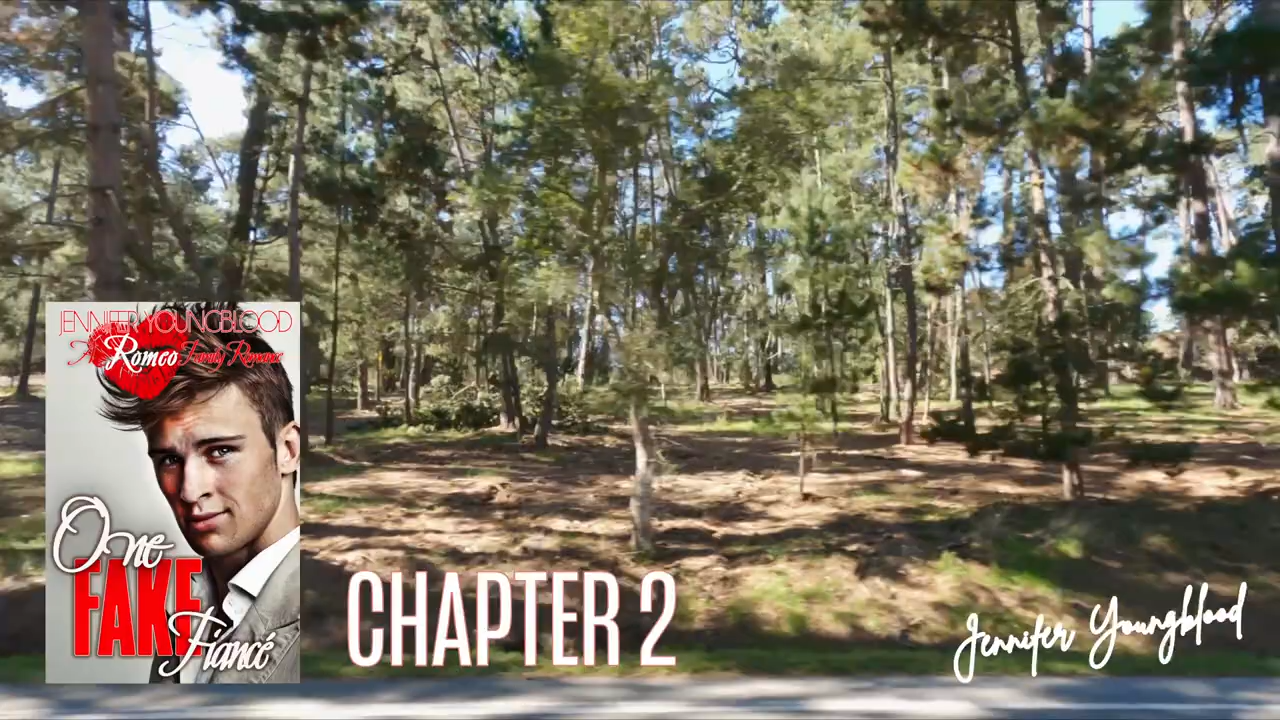 JENNIFER YOUNGBLOOD
A Romeo Family Romance
One
FAKE
Fiancé
CHAPTER 2
Jennifer Youngblood